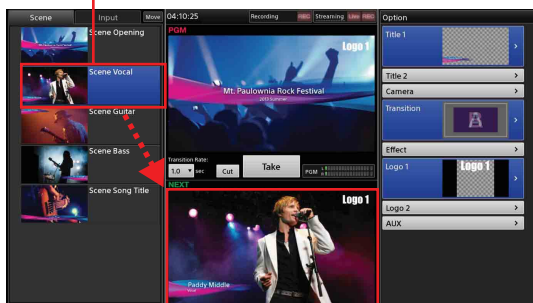 Scene
Input
Move
Scene Opening
Scene Vocal
Scene Guitar
Scene Bass
Scene Song Title
04:10:25
Recording
REC
Streaming
Live
REC
PGM
Logo 1
Mt. Paulownia Rock Festival
2013 Summer
Transition Rate:
1.0
sec
Cut
Take
PGM
NEXT
Logo 1
Paddy Middle
Option
Title 1
Title 2
Camera
Transition
A
Effect
Logo 1
Logo 1
Logo 2
AUX